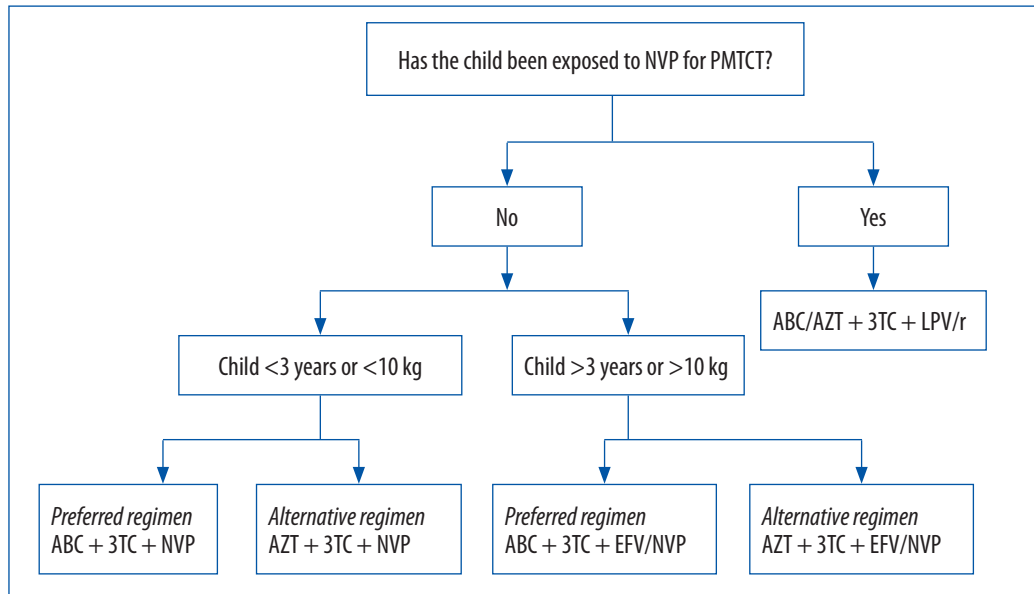 Has the child been exposed to NVP for PMTCT?
No
Yes
ABC/AZT + 3TC + LPV/r
Child <3 years or <10 kg
Child >3 years or >10 kg
Preferred regimen
ABC + 3TC + NVP
Alternative regimen
AZT + 3TC + NVP
Preferred regimen
ABC + 3TC + EFV/NVP
Alternative regimen
AZT + 3TC + EFV/NVP